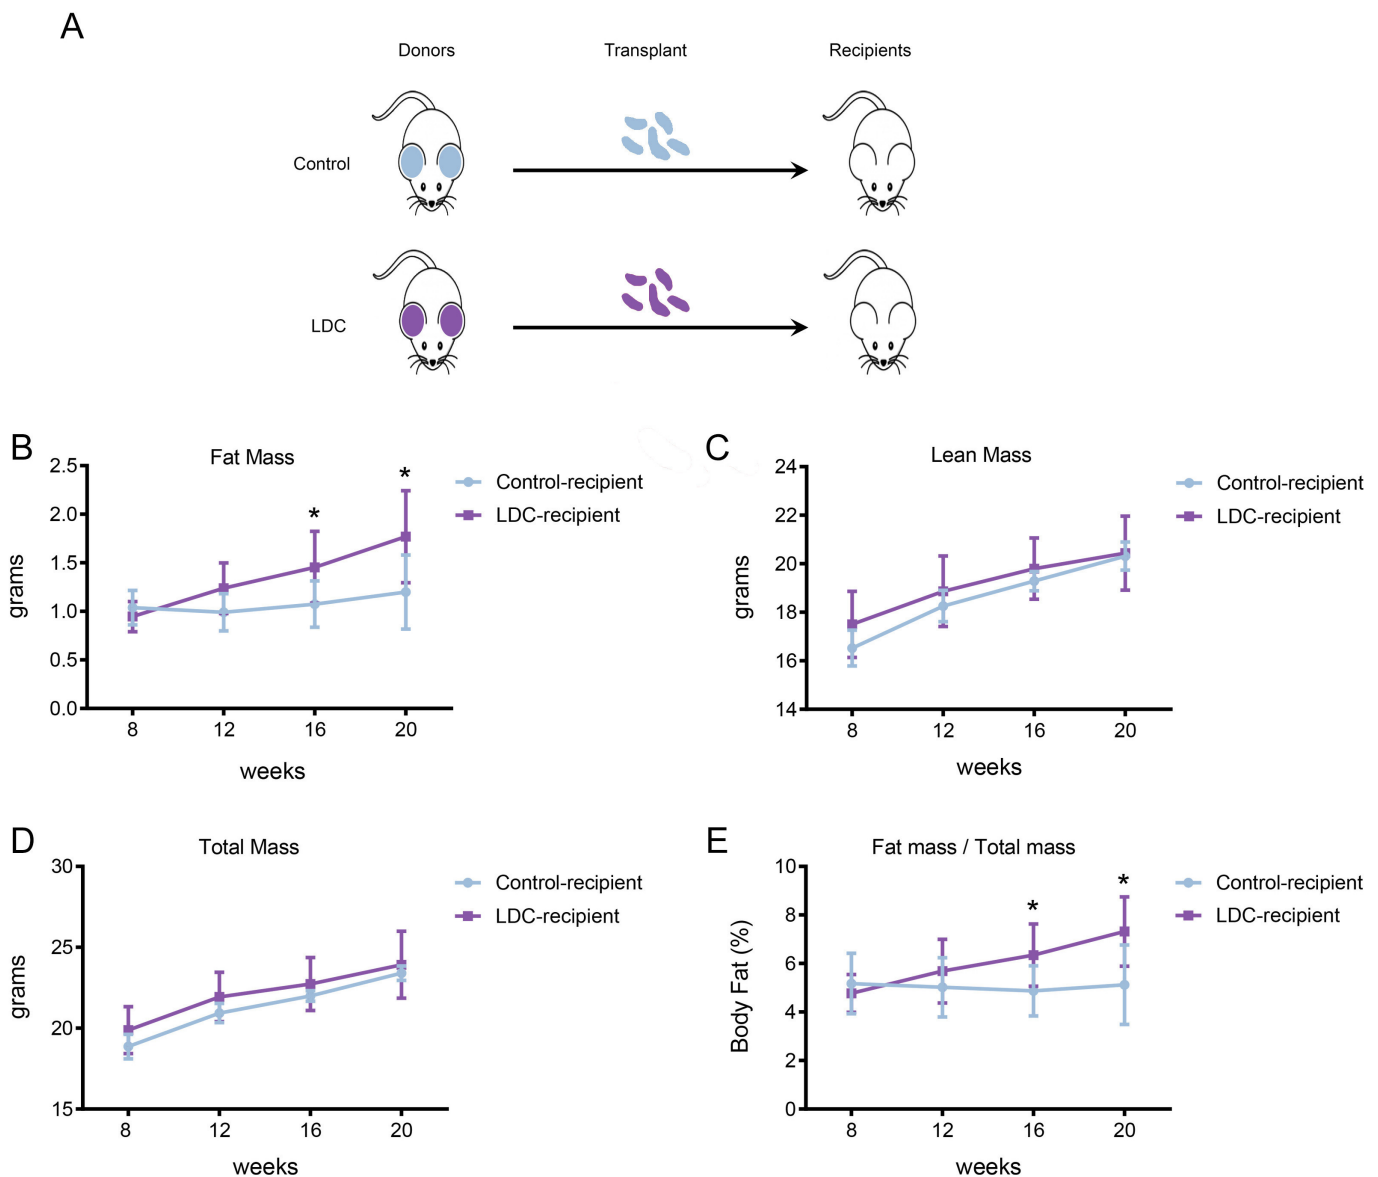 A
Donors Transplant Recipients
Control
LDC
B
Fat Mass
2.5
2.0
1.5
1.0
0.5
0.0
grams
8 12 16 20
weeks
* *
Control-recipient
LDC-recipient
C
Lean Mass
24
22
20
18
16
14
grams
8 12 16 20
weeks
Control-recipient
LDC-recipient
D
Total Mass
30
25
20
15
grams
8 12 16 20
weeks
Control-recipient
LDC-recipient
E
Fat mass / Total mass
10
8
6
4
2
0
Body Fat (%)
8 12 16 20
weeks
* *
Control-recipient
LDC-recipient